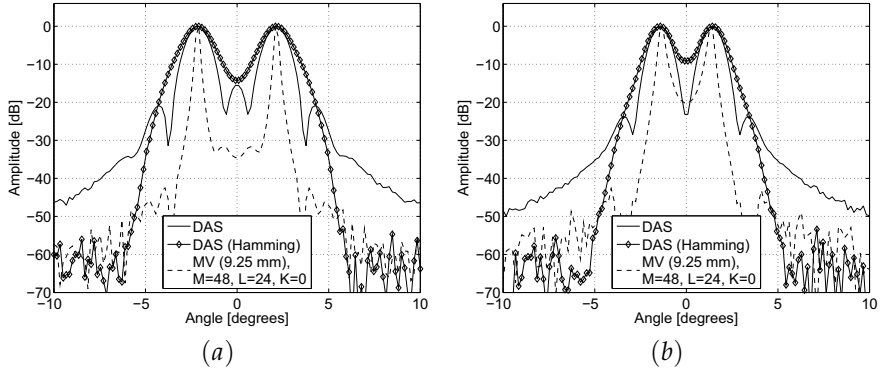 0
−10
−20
−30
−40
−50
−60
−70
Amplitude [dB]
DAS
DAS (Hamming)
MV (9.25 mm),
M=48, L=24, K=0
−10 −5 0 5 10
Angle [degrees]
(a)
0
−10
−20
−30
−40
−50
−60
−70
Amplitude [dB]
DAS
DAS (Hamming)
MV (9.25 mm),
M=48, L=24, K=0
−10 −5 0 5 10
Angle [degrees]
(b)